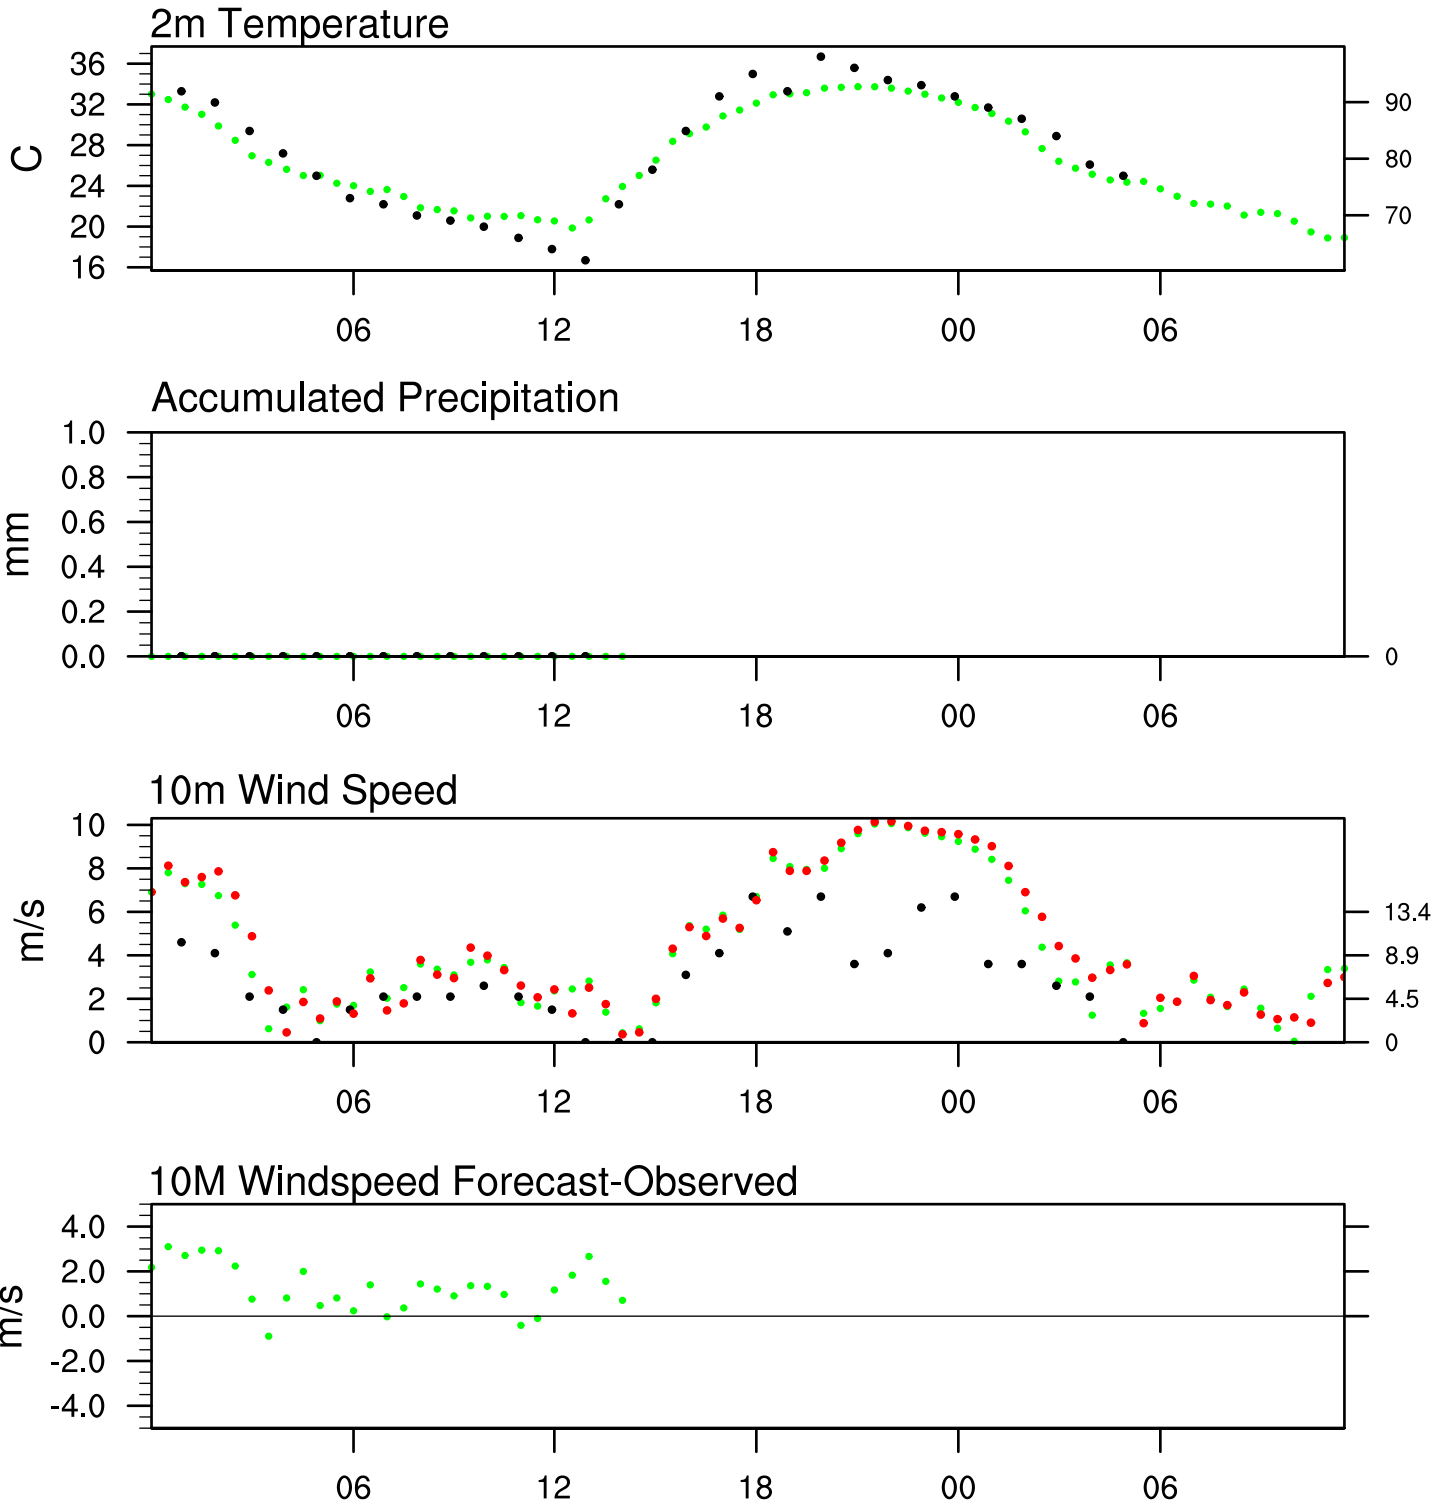 2m Temperature
36
32
28
24
20
16
C
90
80
70
06 12 18 00 06
Accumulated Precipitation
1.0
0.8
0.6
0.4
0.2
0.0
mm
0
06 12 18 00 06
10m Wind Speed
10
8
6
4
2
0
m/s
13.4
8.9
4.5
0
06 12 18 00 06
10M Windspeed Forecast-Observed
4.0
2.0
0.0
-2.0
-4.0
m/s
06 12 18 00 06